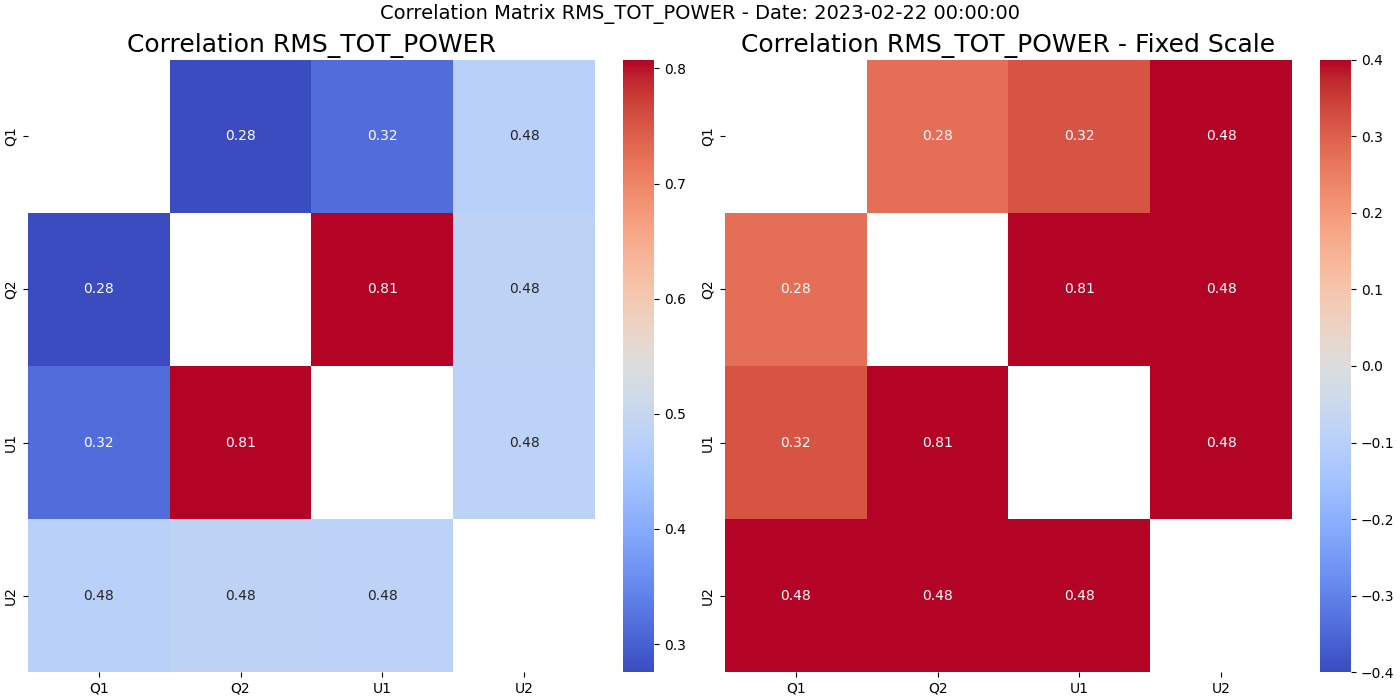 Correlation Matrix RMS_TOT_POWER - Date: 2023-02-22 00:00:00
Correlation RMS_TOT_POWER
Q1
0.28
0.32
0.48
Q2
0.28
0.81
0.48
U1
0.32
0.81
0.48
U2
0.48
0.48
0.48
Q1
Q2
U1
U2
0.8
0.7
0.6
0.5
0.4
0.3
Correlation RMS_TOT_POWER - Fixed Scale
Q1
0.28
0.32
0.48
Q2
0.28
0.81
0.48
U1
0.32
0.81
0.48
U2
0.48
0.48
0.48
Q1
Q2
U1
U2
0.4
0.3
0.2
0.1
0.0
−0.1
−0.2
−0.3
−0.4